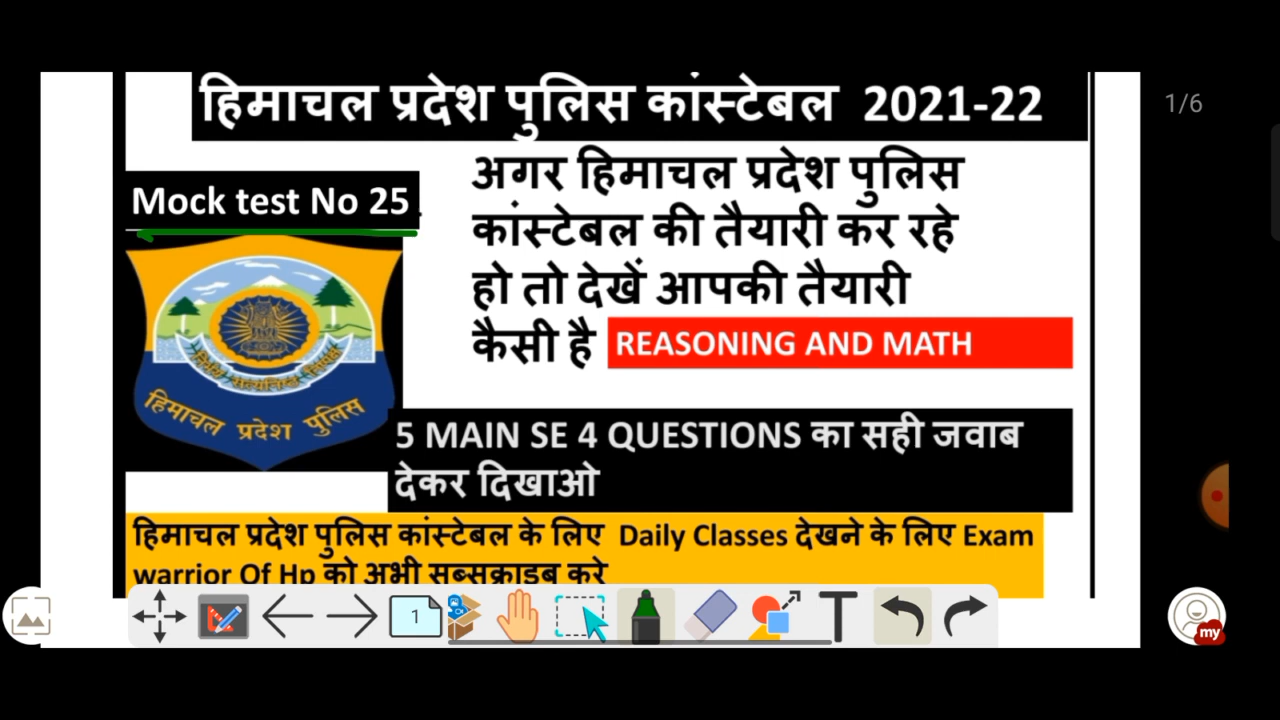 हिमाचल प्रदेश पुलिस कांस्टेबल 2021-22
1/6
Mock test No 25
अगर हिमाचल प्रदेश पुलिस
कांस्टेबल की तैयारी कर रहे
हो तो देखें आपकी तैयारी
कैसी है REASONING AND MATH
सत्यनिष्ठ
हिमाचल प्रदेश पुलिस
5 MAIN SE 4 QUESTIONS का सही जवाब
देकर दिखाओ
हिमाचल प्रदेश पुलिस कांस्टेबल के लिए Daily Classes देखने के लिए Exam
warrior Of Hp को अभी सब्सक्राइब करे
1
T
my